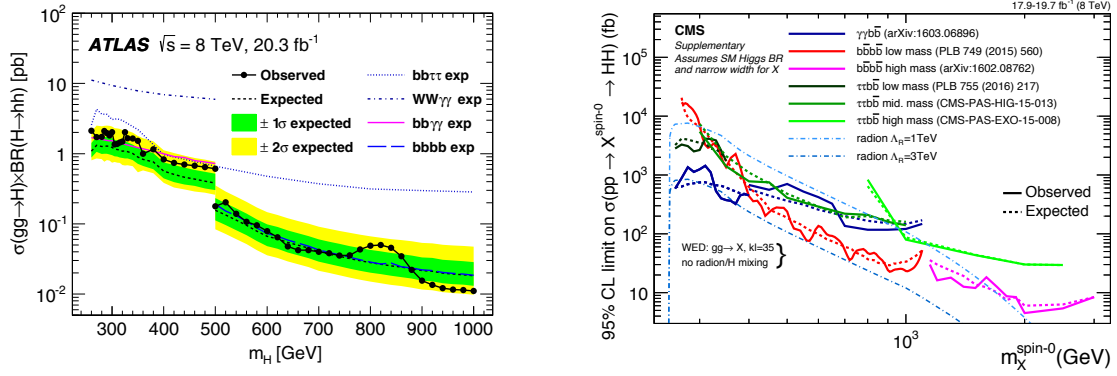 ATLAS √s = 8 TeV, 20.3 fb⁻¹
Observed
Expected
± 1σ expected
± 2σ expected
bbττ exp
WWγγ exp
bbγγ exp
bbbb exp
σ(gg→H)×BR(H→hh) [pb]
10
1
10⁻¹
10⁻²
300 400 500 600 700 800 900 1000
m_H [GeV]
17.9-19.7 fb⁻¹ (8 TeV)
CMS
Supplementary
Assumes SM Higgs BR
and narrow width for X
γγbb̄ (arXiv:1603.06896)
bb̄bb̄ low mass (PLB 749 (2015) 560)
bb̄bb̄ high mass (arXiv:1602.08762)
ττbb̄ low mass (PLB 755 (2016) 217)
ττbb̄ mid. mass (CMS-PAS-HIG-15-013)
ττbb̄ high mass (CMS-PAS-EXO-15-008)
radion Λ_R=1TeV
radion Λ_R=3TeV
Observed
Expected
WED: gg→ X, kl=35
no radion/H mixing
95% CL limit on σ(pp → X^spin-0 → HH) (fb)
10⁵
10⁴
10³
10²
10
10³
m_X^spin-0 (GeV)